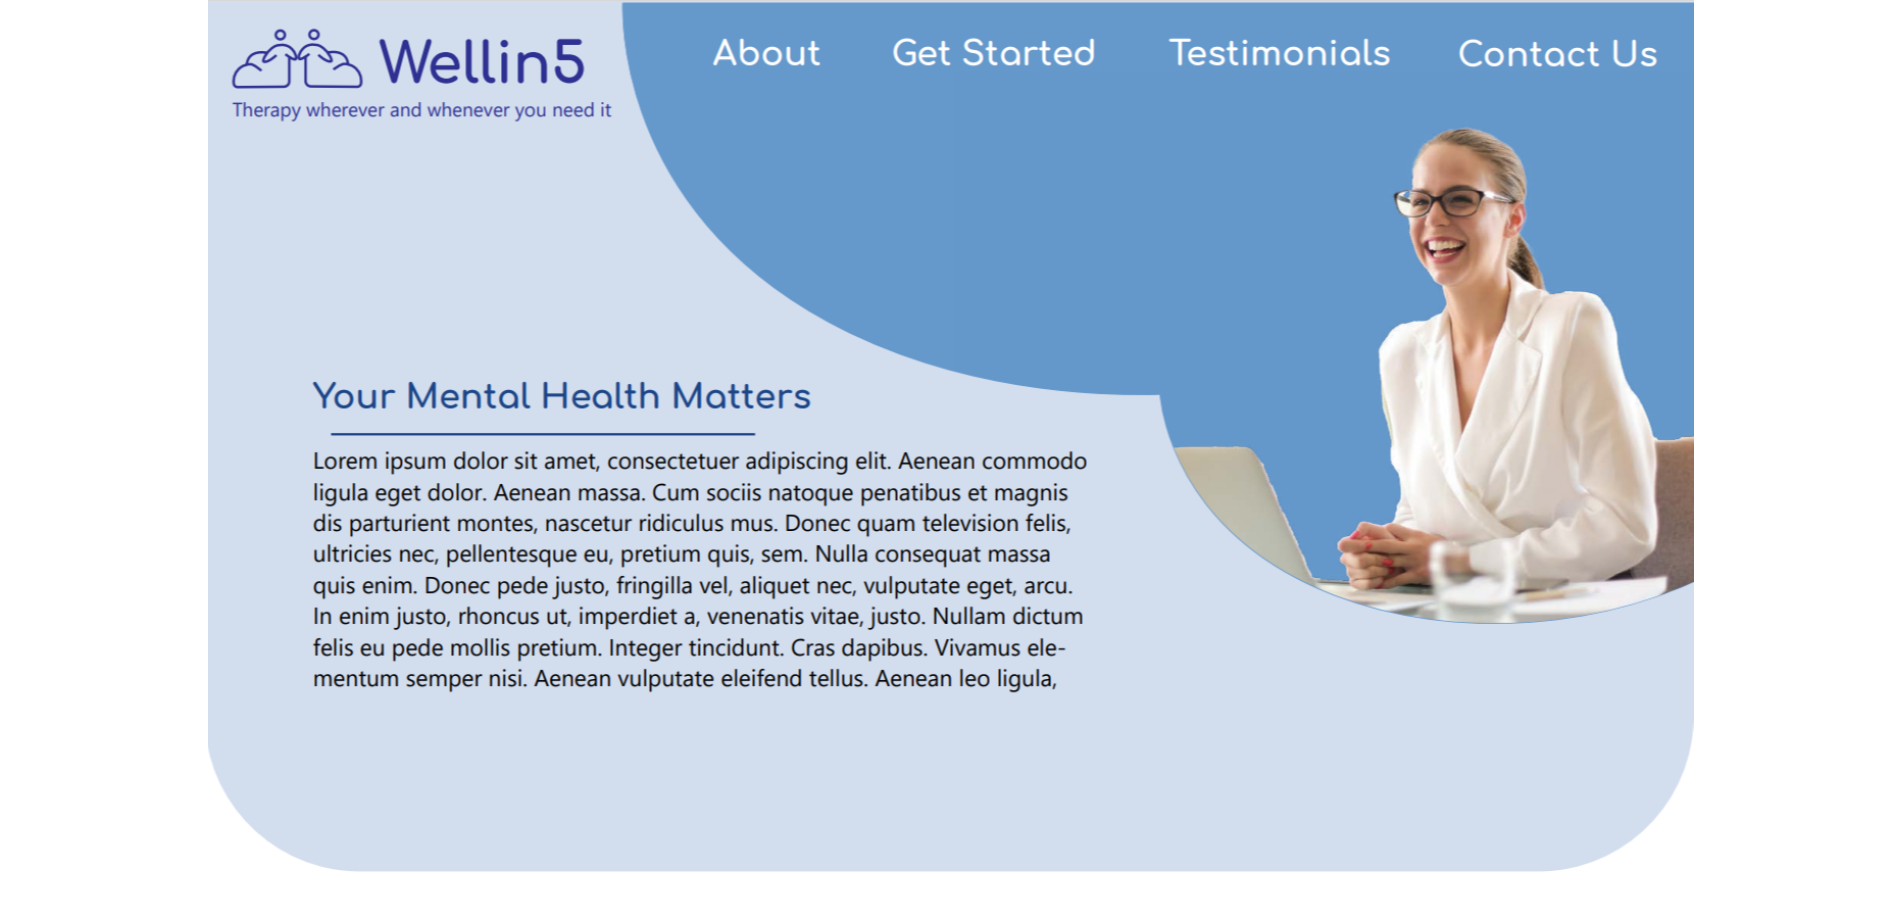 Wellin5
Therapy wherever and whenever you need it
About
Get Started
Testimonials
Contact Us
Your Mental Health Matters
Lorem ipsum dolor sit amet, consectetuer adipiscing elit. Aenean commodo
ligula eget dolor. Aenean massa. Cum sociis natoque penatibus et magnis
dis parturient montes, nascetur ridiculus mus. Donec quam television felis,
ultricies nec, pellentesque eu, pretium quis, sem. Nulla consequat massa
quis enim. Donec pede justo, fringilla vel, aliquet nec, vulputate eget, arcu.
In enim justo, rhoncus ut, imperdiet a, venenatis vitae, justo. Nullam dictum
felis eu pede mollis pretium. Integer tincidunt. Cras dapibus. Vivamus ele-
mentum semper nisi. Aenean vulputate eleifend tellus. Aenean leo ligula,